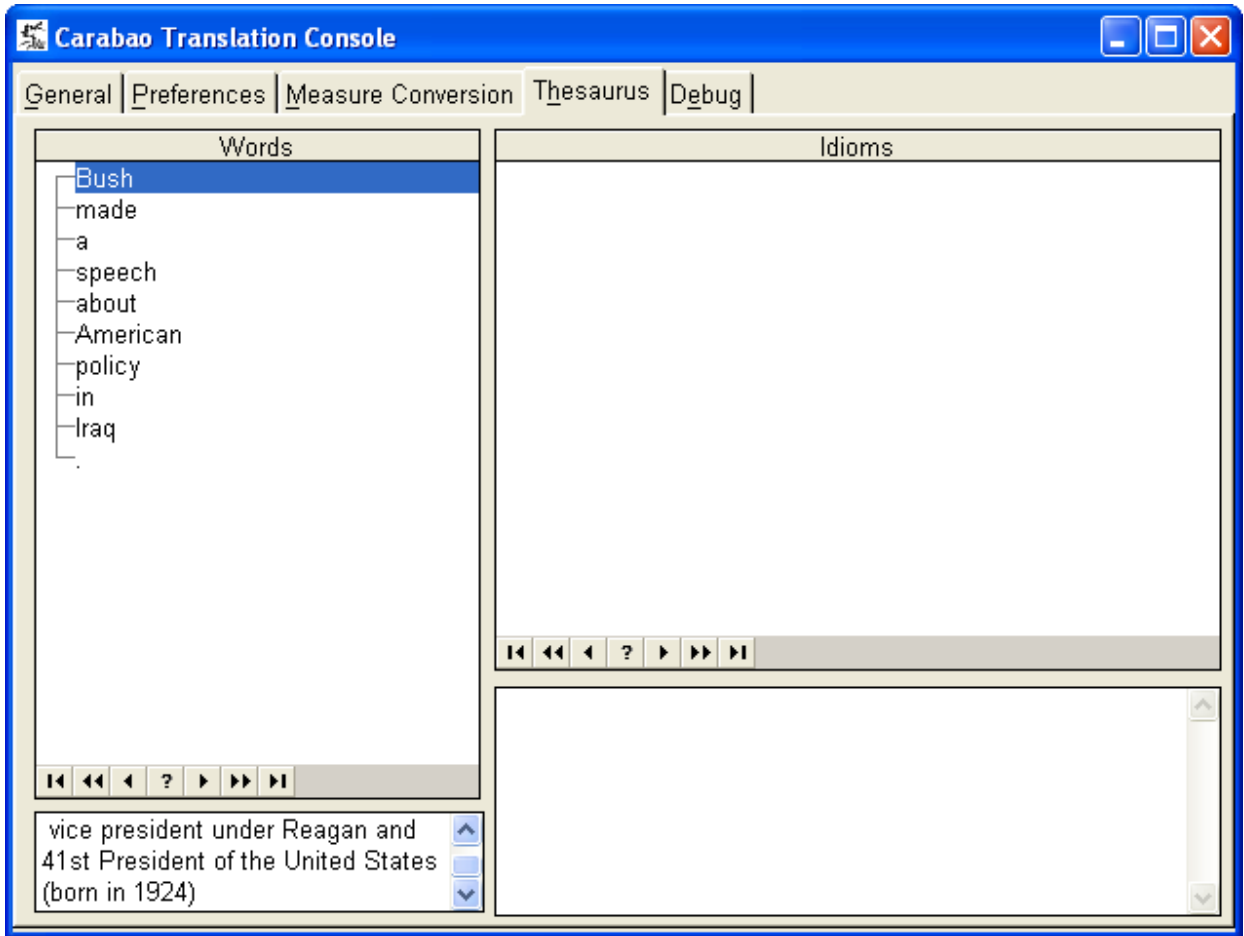 Carabao Translation Console
General Preferences Measure Conversion Thesaurus Debug
Words
Bush
made
a
speech
about
American
policy
in
Iraq
.
?
vice president under Reagan and
41st President of the United States
(born in 1924)
Idioms
?